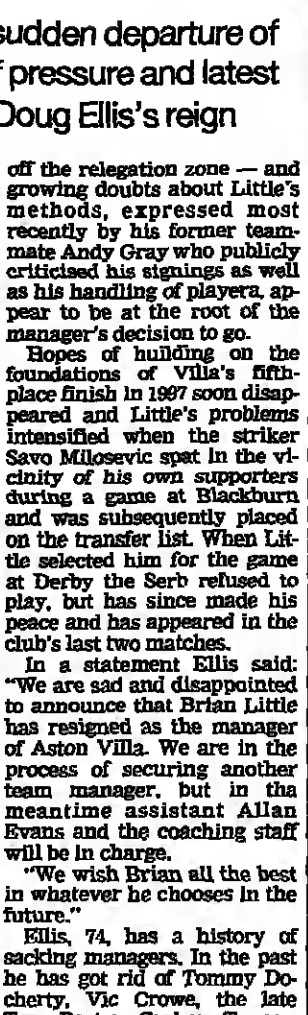 sudden departure of
f pressure and latest
Doug Ellis's reign
off the relegation zone — and
growing doubts about Little's
methods, expressed most
recently by his former team-
mate Andy Gray who publicly
criticised his signings as well
as his handling of playera, ap-
pear to be at the root of the
manager's decision to go.
Hopes of huilding on the
foundations of Villa's fifth-
place finish in 1997 soon disap-
peared and Little's problems
intensified when the striker
Savo Milosevic spat in the vi-
cinity of his own supporters
during a game at Blackburn
and was subsequently placed
on the transfer list. When Lit-
tle selected him for the game
at Derby the Serb refused to
play, but has since made his
peace and has appeared in the
club's last two matches.
In a statement Ellis said:
"We are sad and disappointed
to announce that Brian Little
has resigned as the manager
of Aston Villa. We are in the
process of securing another
team manager, but in tha
meantime assistant Allan
Evans and the coaching staff
will be in charge.
"We wish Brian all the best
in whatever he chooses in the
future."
Ellis, 74, has a history of
sacking managers. In the past
he has got rid of Tommy Do-
cherty, Vic Crowe, the late